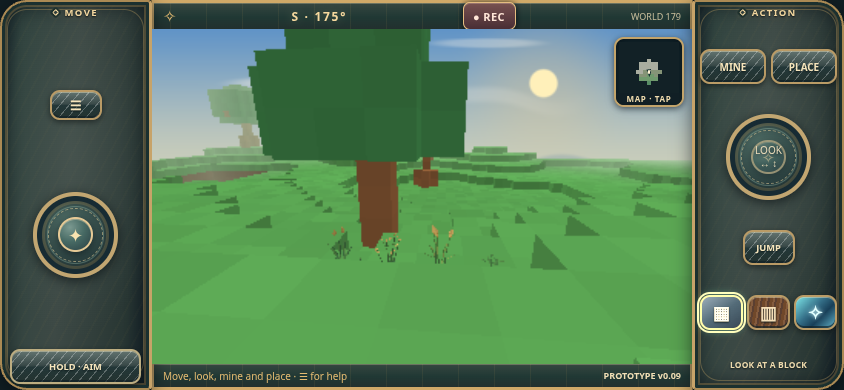 MOVE
S · 175°
REC
WORLD 179
ACTION
MINE
PLACE
MAP · TAP
LOOK
JUMP
HOLD · AIM
Move, look, mine and place · ☰ for help
PROTOTYPE v0.09
LOOK AT A BLOCK